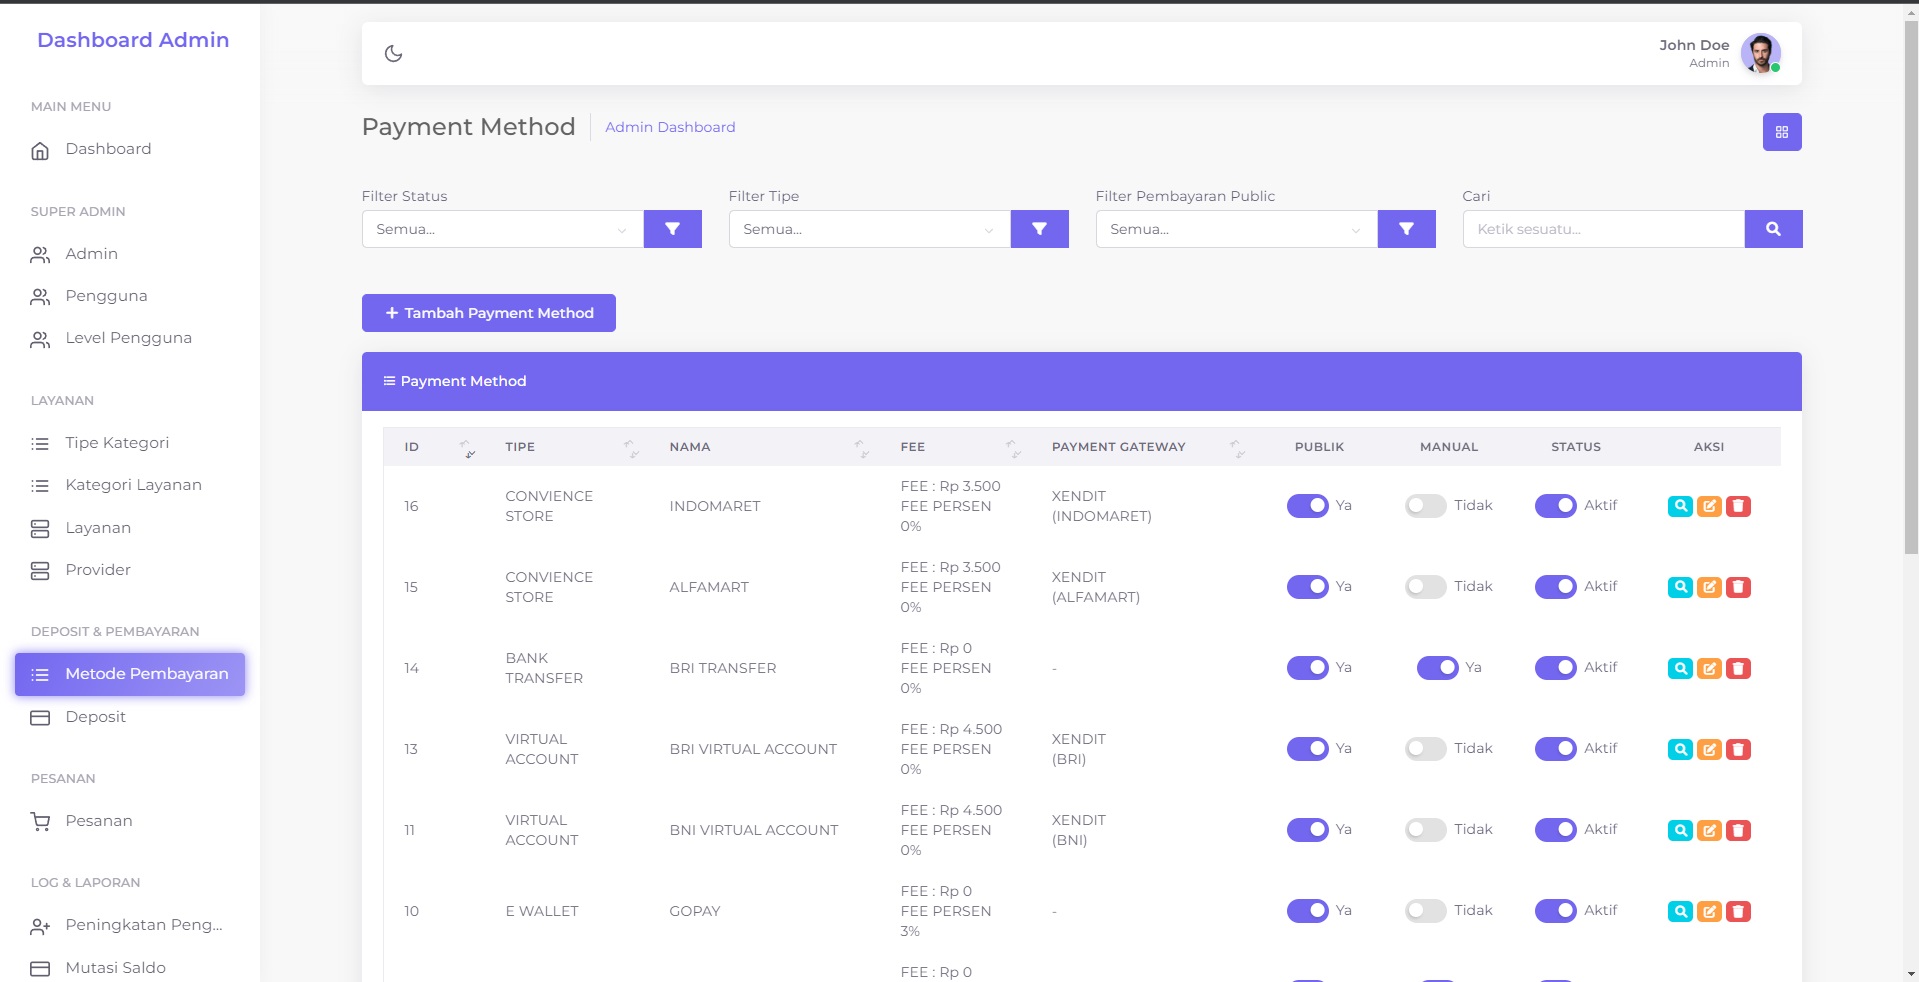 Dashboard Admin
MAIN MENU
Dashboard
SUPER ADMIN
Admin
Pengguna
Level Pengguna
LAYANAN
Tipe Kategori
Kategori Layanan
Layanan
Provider
DEPOSIT & PEMBAYARAN
Metode Pembayaran
Deposit
PESANAN
Pesanan
LOG & LAPORAN
Peningkatan Peng...
Mutasi Saldo
John Doe
Admin
Payment Method
Admin Dashboard
Filter Status
Semua...
Filter Tipe
Semua...
Filter Pembayaran Public
Semua...
Cari
Ketik sesuatu...
Tambah Payment Method
Payment Method
ID TIPE NAMA FEE PAYMENT GATEWAY PUBLIK MANUAL STATUS AKSI
16
CONVIENCE
STORE
INDOMARET
FEE : Rp 3.500
FEE PERSEN
0%
XENDIT
(INDOMARET)
Ya
Tidak
Aktif
15
CONVIENCE
STORE
ALFAMART
FEE : Rp 3.500
FEE PERSEN
0%
XENDIT
(ALFAMART)
Ya
Tidak
Aktif
14
BANK
TRANSFER
BRI TRANSFER
FEE : Rp 0
FEE PERSEN
0%
-
Ya
Ya
Aktif
13
VIRTUAL
ACCOUNT
BRI VIRTUAL ACCOUNT
FEE : Rp 4.500
FEE PERSEN
0%
XENDIT
(BRI)
Ya
Tidak
Aktif
11
VIRTUAL
ACCOUNT
BNI VIRTUAL ACCOUNT
FEE : Rp 4.500
FEE PERSEN
0%
XENDIT
(BNI)
Ya
Tidak
Aktif
10
E WALLET
GOPAY
FEE : Rp 0
FEE PERSEN
3%
-
Ya
Tidak
Aktif
FEE : Rp 0